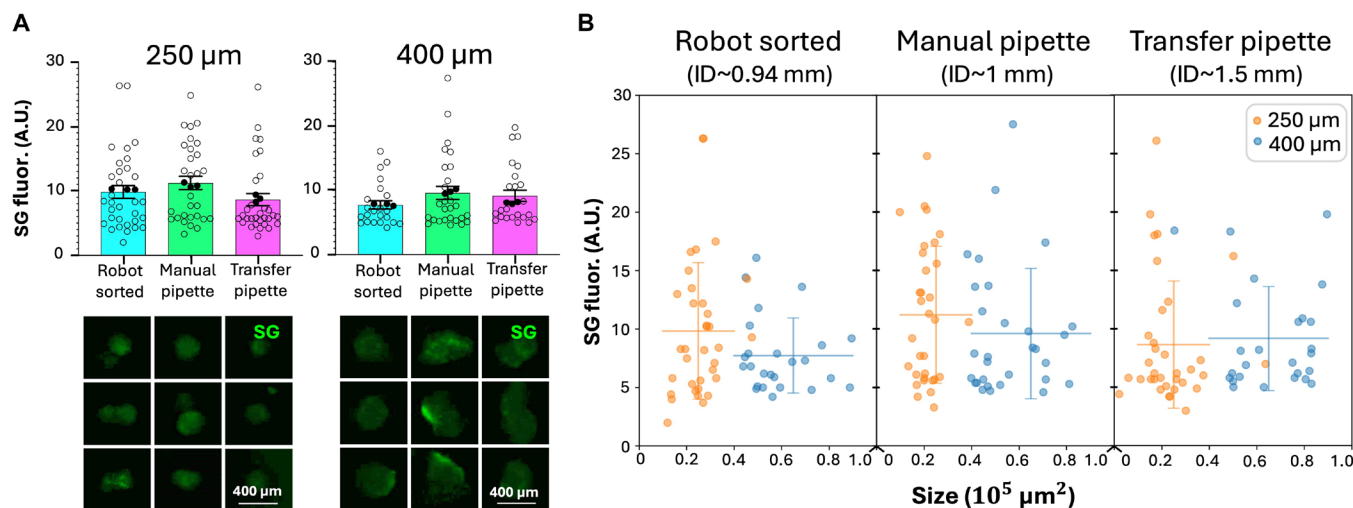 A
250 µm
400 µm
SG fluor. (A.U.)
30
20
10
0
30
20
10
0
Robot
sorted
Manual
pipette
Transfer
pipette
Robot
sorted
Manual
pipette
Transfer
pipette
SG
SG
400 µm
400 µm
B
Robot sorted
(ID~0.94 mm)
Manual pipette
(ID~1 mm)
Transfer pipette
(ID~1.5 mm)
250 µm
400 µm
SG fluor. (A.U.)
30
25
20
15
10
5
0
0 0.2 0.4 0.6 0.8 1.0
0.2 0.4 0.6 0.8 1.0
0 0.2 0.4 0.6 0.8 1.0
Size (10⁵ µm²)